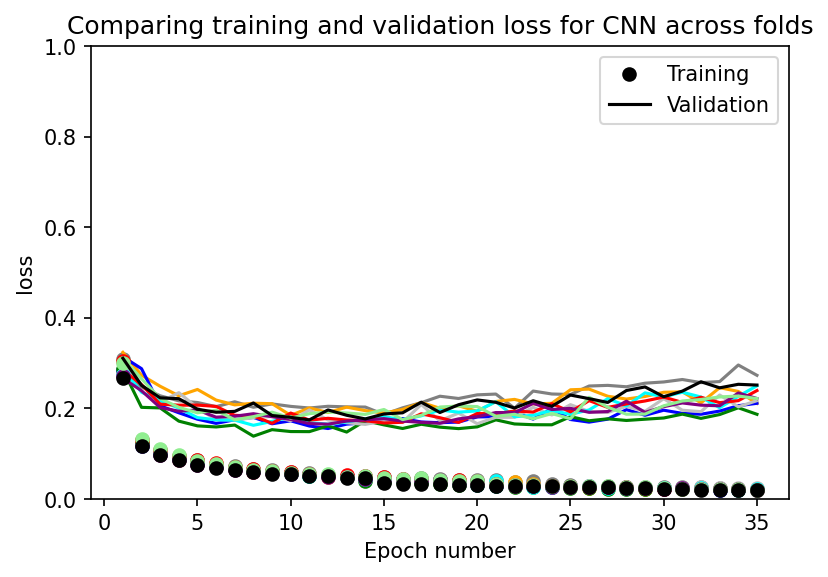 Comparing training and validation loss for CNN across folds
Training
Validation
loss
1.0
0.8
0.6
0.4
0.2
0.0
0 5 10 15 20 25 30 35
Epoch number